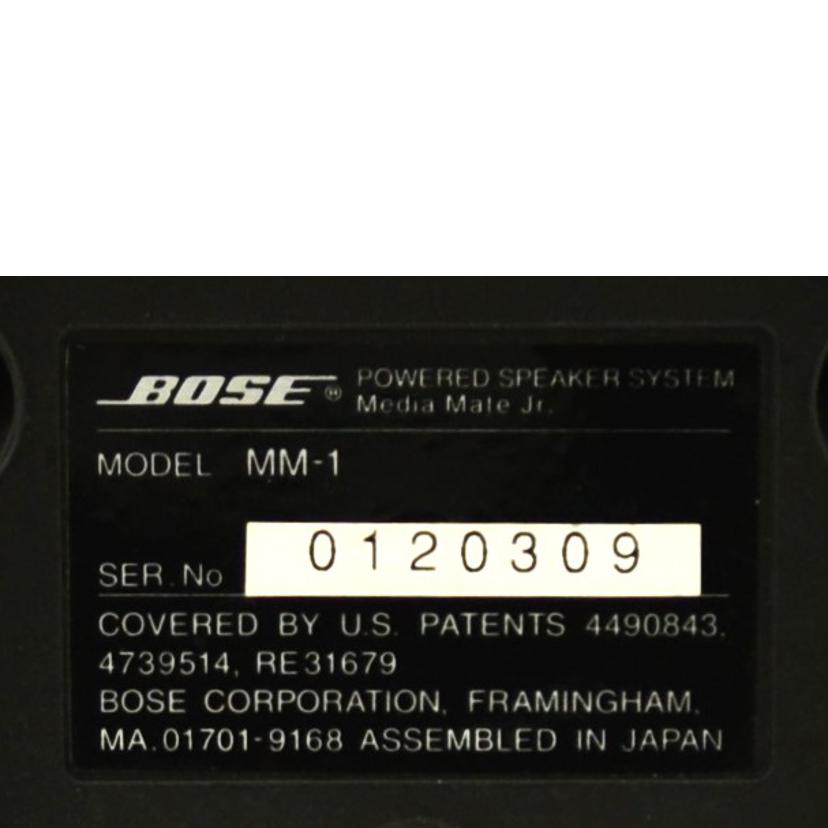 BOSE® POWERED SPEAKER SYSTEM
Media Mate Jr.
MODEL MM-1
SER. No 0120309
COVERED BY U.S. PATENTS 4490843,
4739514, RE31679
BOSE CORPORATION, FRAMINGHAM,
MA.01701-9168 ASSEMBLED IN JAPAN